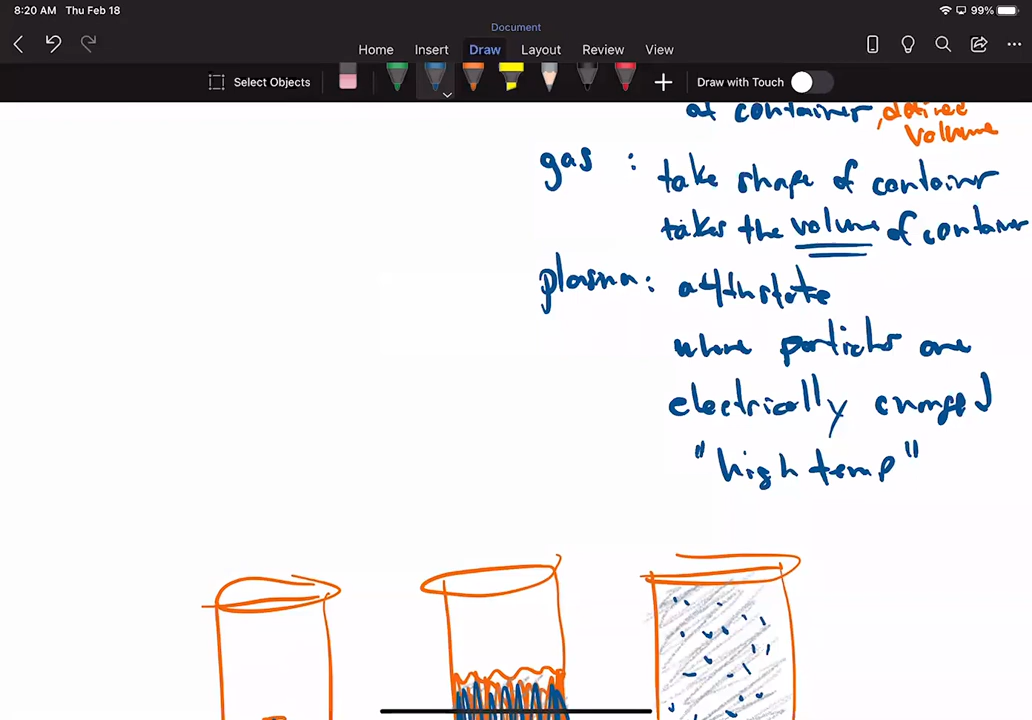 8:20 AM Thu Feb 18
99%
Document
Home Insert Draw Layout Review View
Select Objects
Draw with Touch
of container, defined
volume
gas : take shape of container
takes the volume of container
plasma: a 4th state
where particles are
electrically charged
"high temp"